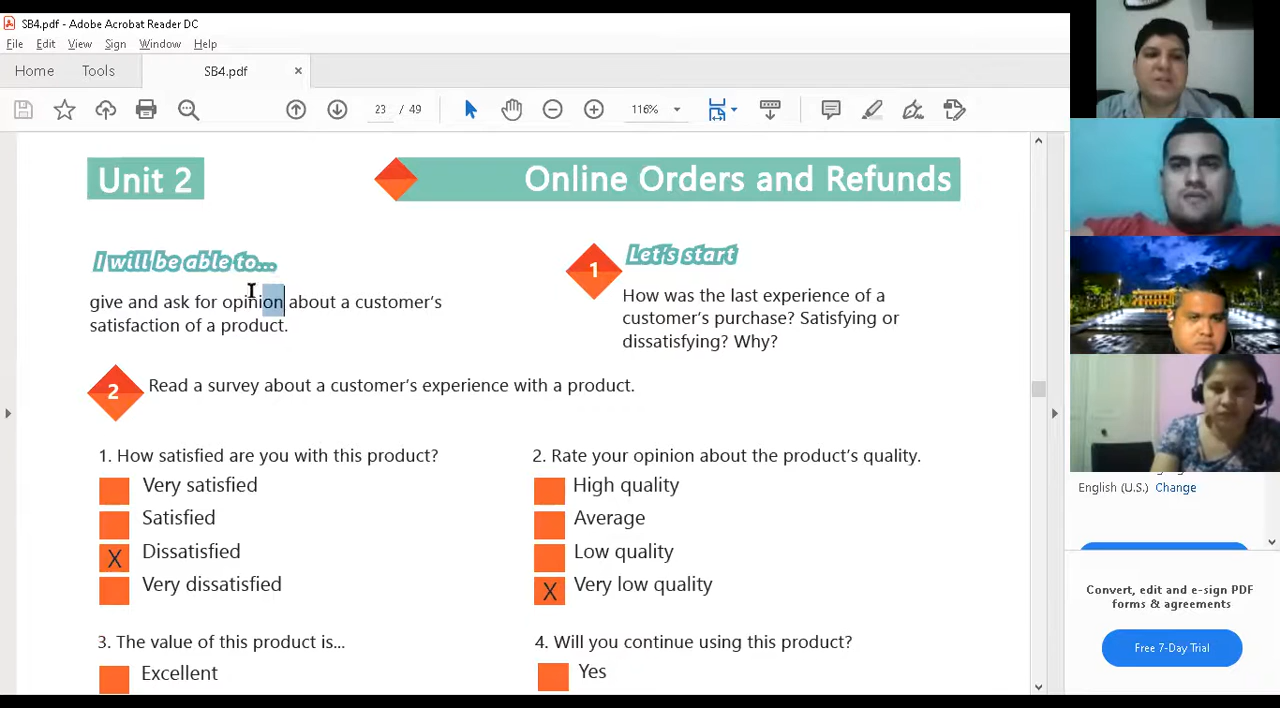 SB4.pdf - Adobe Acrobat Reader DC
File Edit View Sign Window Help
Home Tools SB4.pdf ×
23 / 49 116%
Unit 2
Online Orders and Refunds
I will be able to...
give and ask for opinion about a customer's
satisfaction of a product.
1 Let's start
How was the last experience of a
customer's purchase? Satisfying or
dissatisfying? Why?
2 Read a survey about a customer's experience with a product.
1. How satisfied are you with this product?
Very satisfied
Satisfied
X Dissatisfied
Very dissatisfied
2. Rate your opinion about the product's quality.
High quality
Average
Low quality
X Very low quality
3. The value of this product is...
Excellent
4. Will you continue using this product?
Yes
English (U.S.) Change
Convert, edit and e-sign PDF
forms & agreements
Free 7-Day Trial